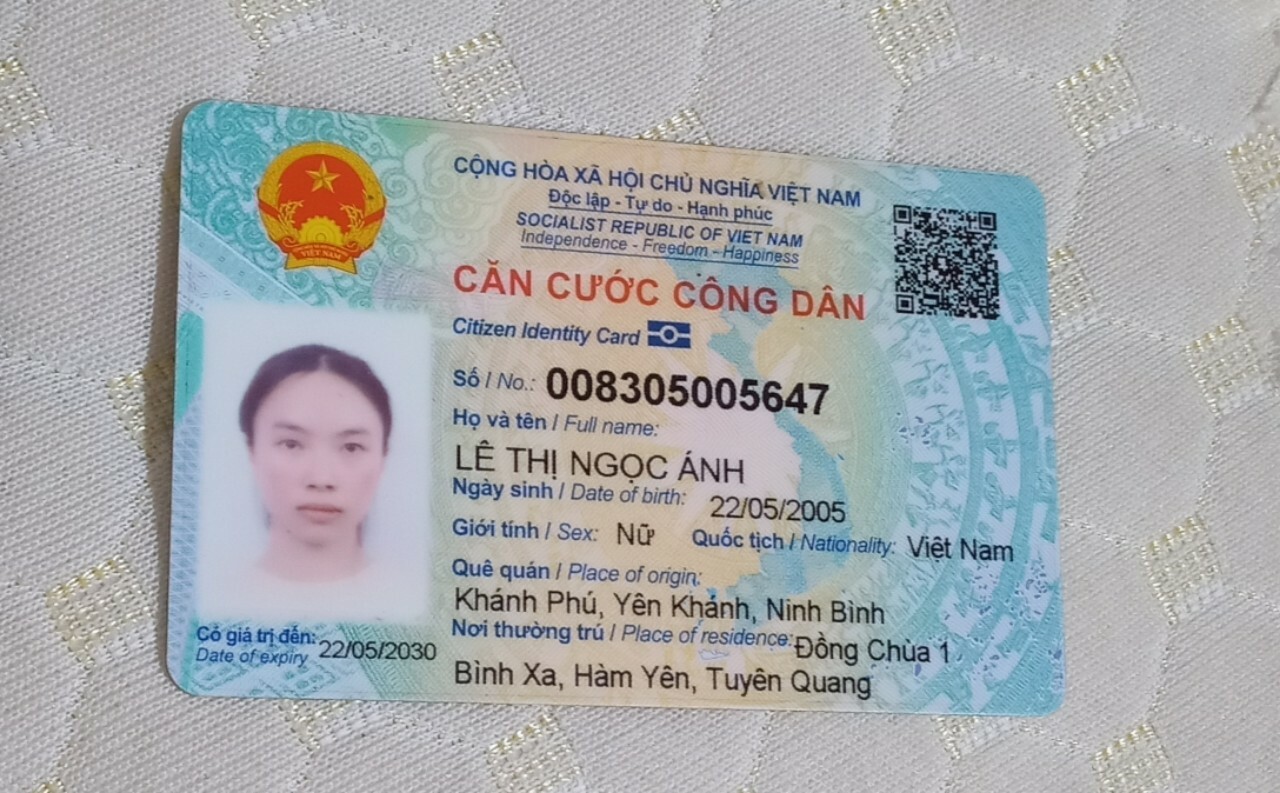 CỘNG HÒA XÃ HỘI CHỦ NGHĨA VIỆT NAM
Độc lập - Tự do - Hạnh phúc
SOCIALIST REPUBLIC OF VIET NAM
Independence - Freedom - Happiness
CĂN CƯỚC CÔNG DÂN
Citizen Identity Card
Số / No.: 008305005647
Họ và tên / Full name:
LÊ THỊ NGỌC ÁNH
Ngày sinh / Date of birth: 22/05/2005
Giới tính / Sex: Nữ Quốc tịch / Nationality: Việt Nam
Quê quán / Place of origin:
Khánh Phú, Yên Khánh, Ninh Bình
Nơi thường trú / Place of residence: Đồng Chùa 1
Bình Xa, Hàm Yên, Tuyên Quang
Có giá trị đến: 22/05/2030
Date of expiry
VIỆT NAM